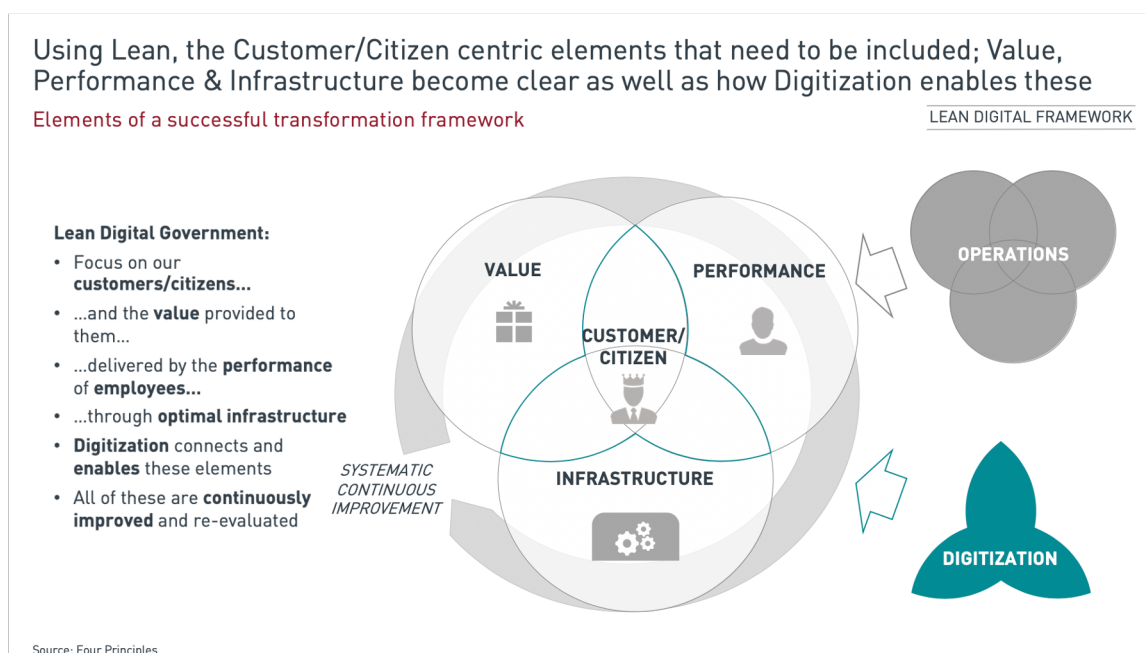 Using Lean, the Customer/Citizen centric elements that need to be included; Value,
Performance & Infrastructure become clear as well as how Digitization enables these
Elements of a successful transformation framework
LEAN DIGITAL FRAMEWORK
Lean Digital Government:
• Focus on our
customers/citizens...
• ...and the value provided to
them...
• ...delivered by the performance
of employees...
• ...through optimal infrastructure
• Digitization connects and
enables these elements
• All of these are continuously
improved and re-evaluated
SYSTEMATIC
CONTINUOUS
IMPROVEMENT
VALUE
PERFORMANCE
CUSTOMER/
CITIZEN
INFRASTRUCTURE
OPERATIONS
DIGITIZATION
Source: Four Principles